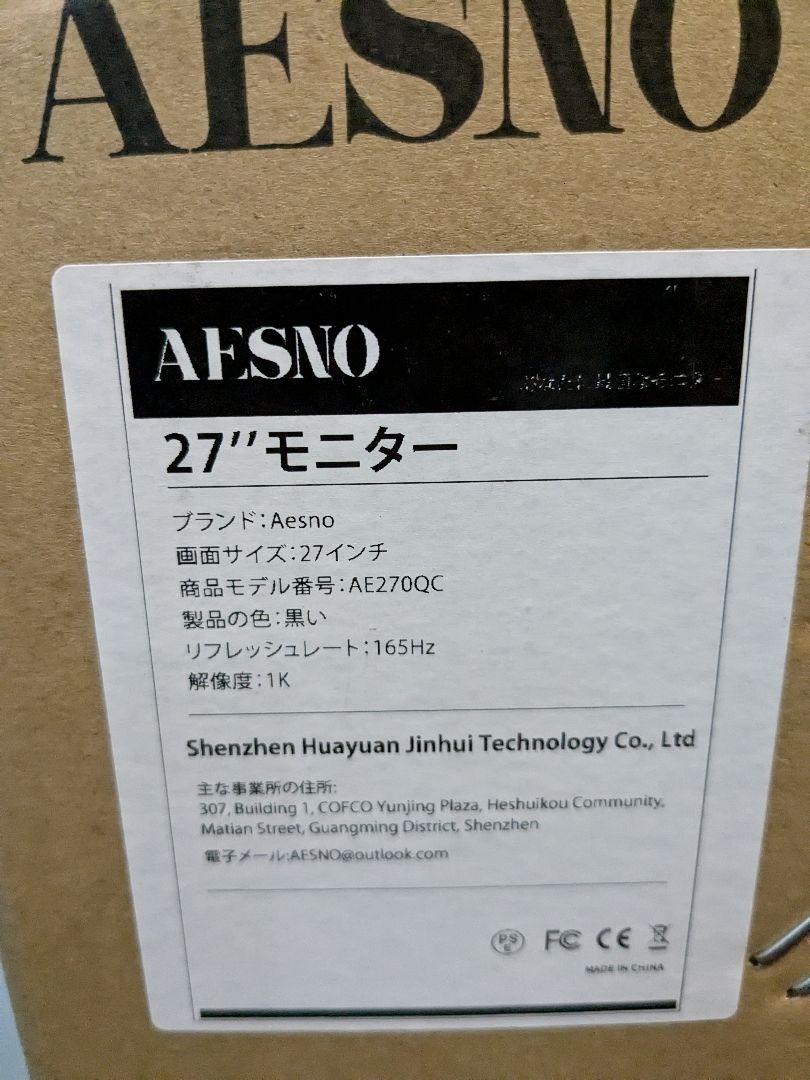 AESNO
AESNO
27''モニター
ブランド:Aesno
画面サイズ:27インチ
商品モデル番号:AE270QC
製品の色:黒い
リフレッシュレート:165Hz
解像度:1K
Shenzhen Huayuan Jinhui Technology Co., Ltd
主な事業所の住所:
307, Building 1, COFCO Yunjing Plaza, Heshuikou Community,
Matian Street, Guangming District, Shenzhen
電子メール:AESNO@outlook.com
PSE FC CE
MADE IN CHINA